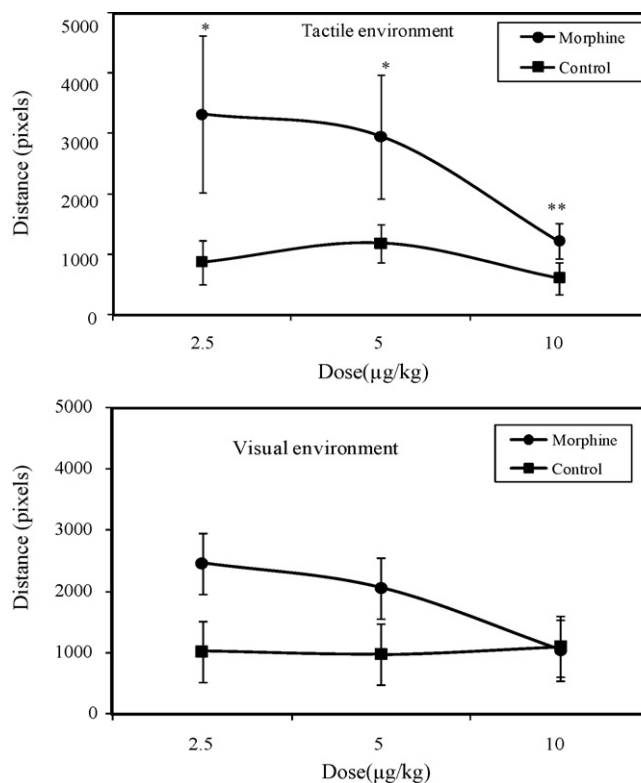 5000
Tactile environment
Morphine
Control
*
*
4000
3000
Distance (pixels)
2000
**
1000
0
2.5 5 10
Dose(µg/kg)
5000
Visual environment
Morphine
Control
4000
3000
Distance (pixels)
2000
1000
0
2.5 5 10
Dose(µg/kg)